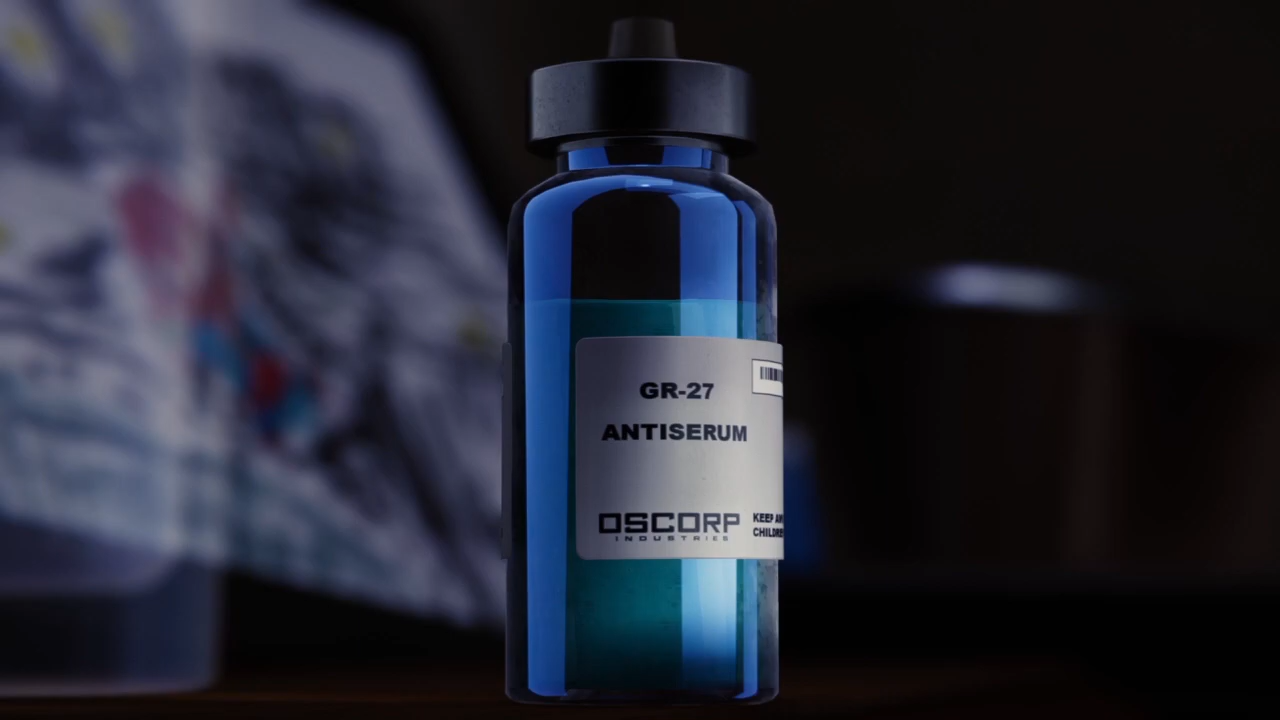 GR-27
ANTISERUM
OSCORP
INDUSTRIES
KEEP